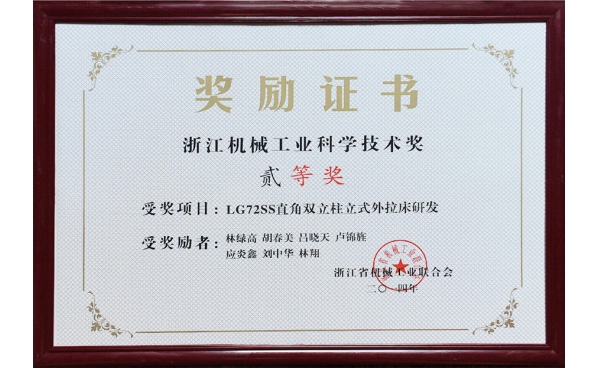 奖励证书
浙江机械工业科学技术奖
贰等奖
受奖项目：LG72SS直角双立柱立式外拉床研发
受奖励者：林绿高 胡春美 吕晓天 卢锦旌
应炎鑫 刘中华 林翔
浙江省机械工业联合会
二〇一四年